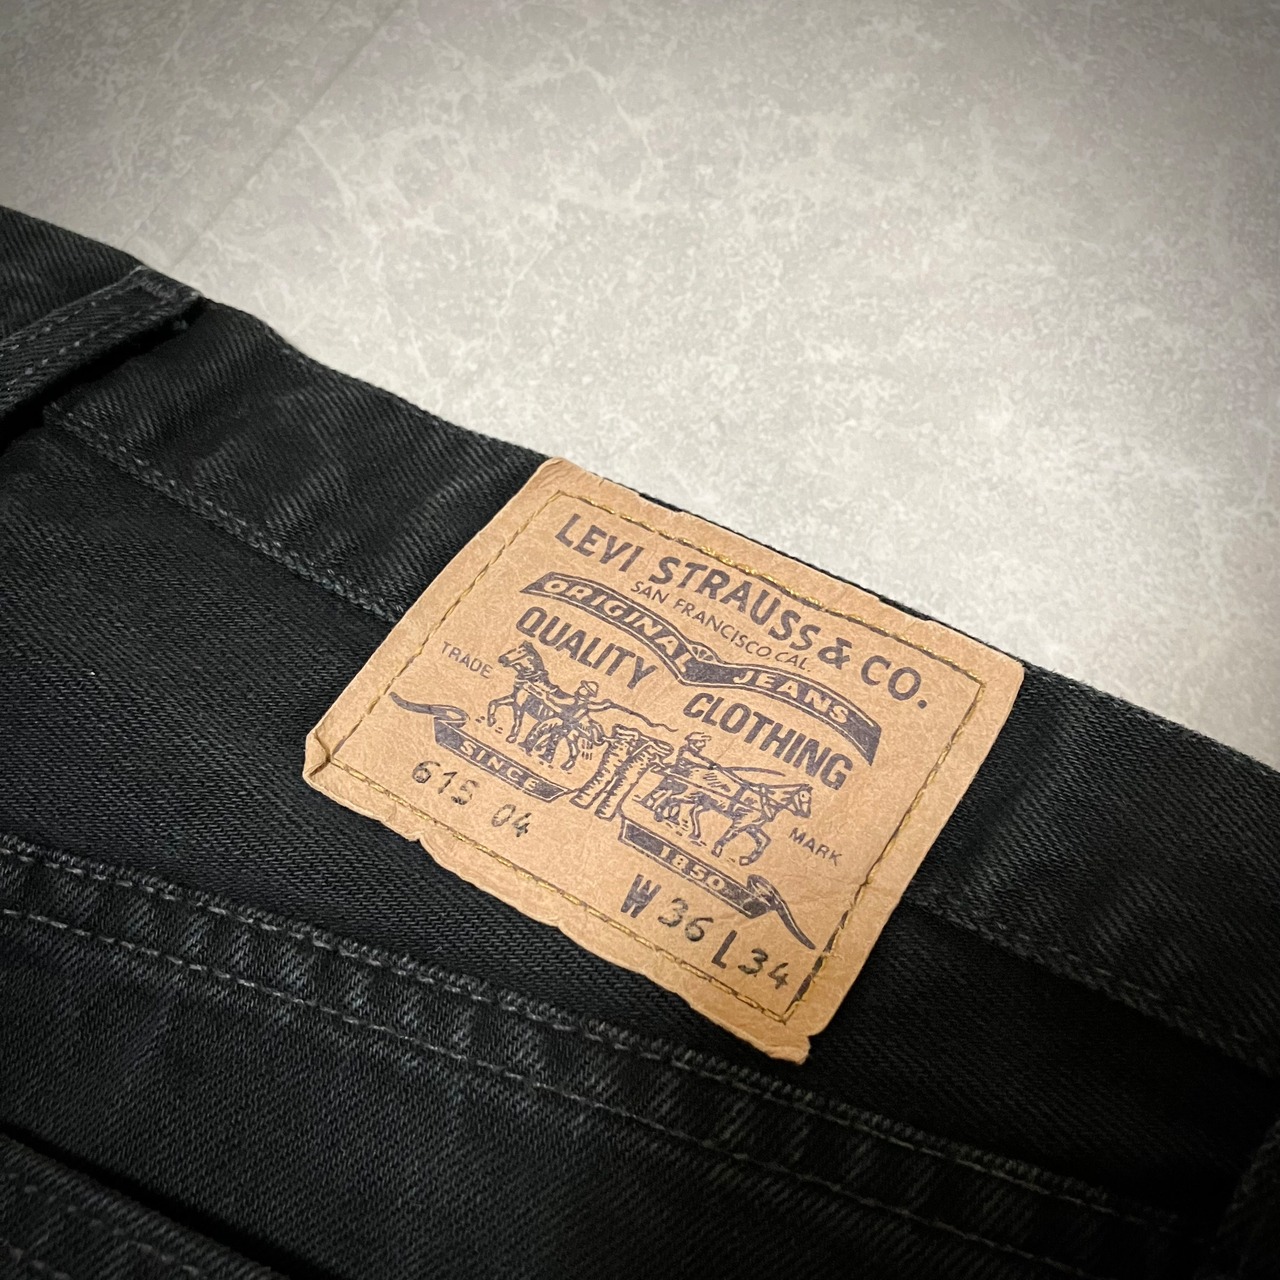 LEVI STRAUSS & CO.
SAN FRANCISCO CAL.
ORIGINAL JEANS
QUALITY CLOTHING
TRADE MARK
SINCE 1850
615 04
W 36 L 34